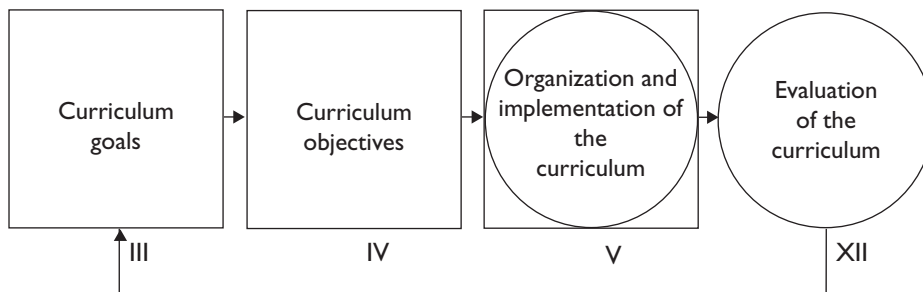 Curriculum
goals
Curriculum
objectives
Organization and
implementation of
the
curriculum
Evaluation
of the
curriculum
III
IV
V
XII